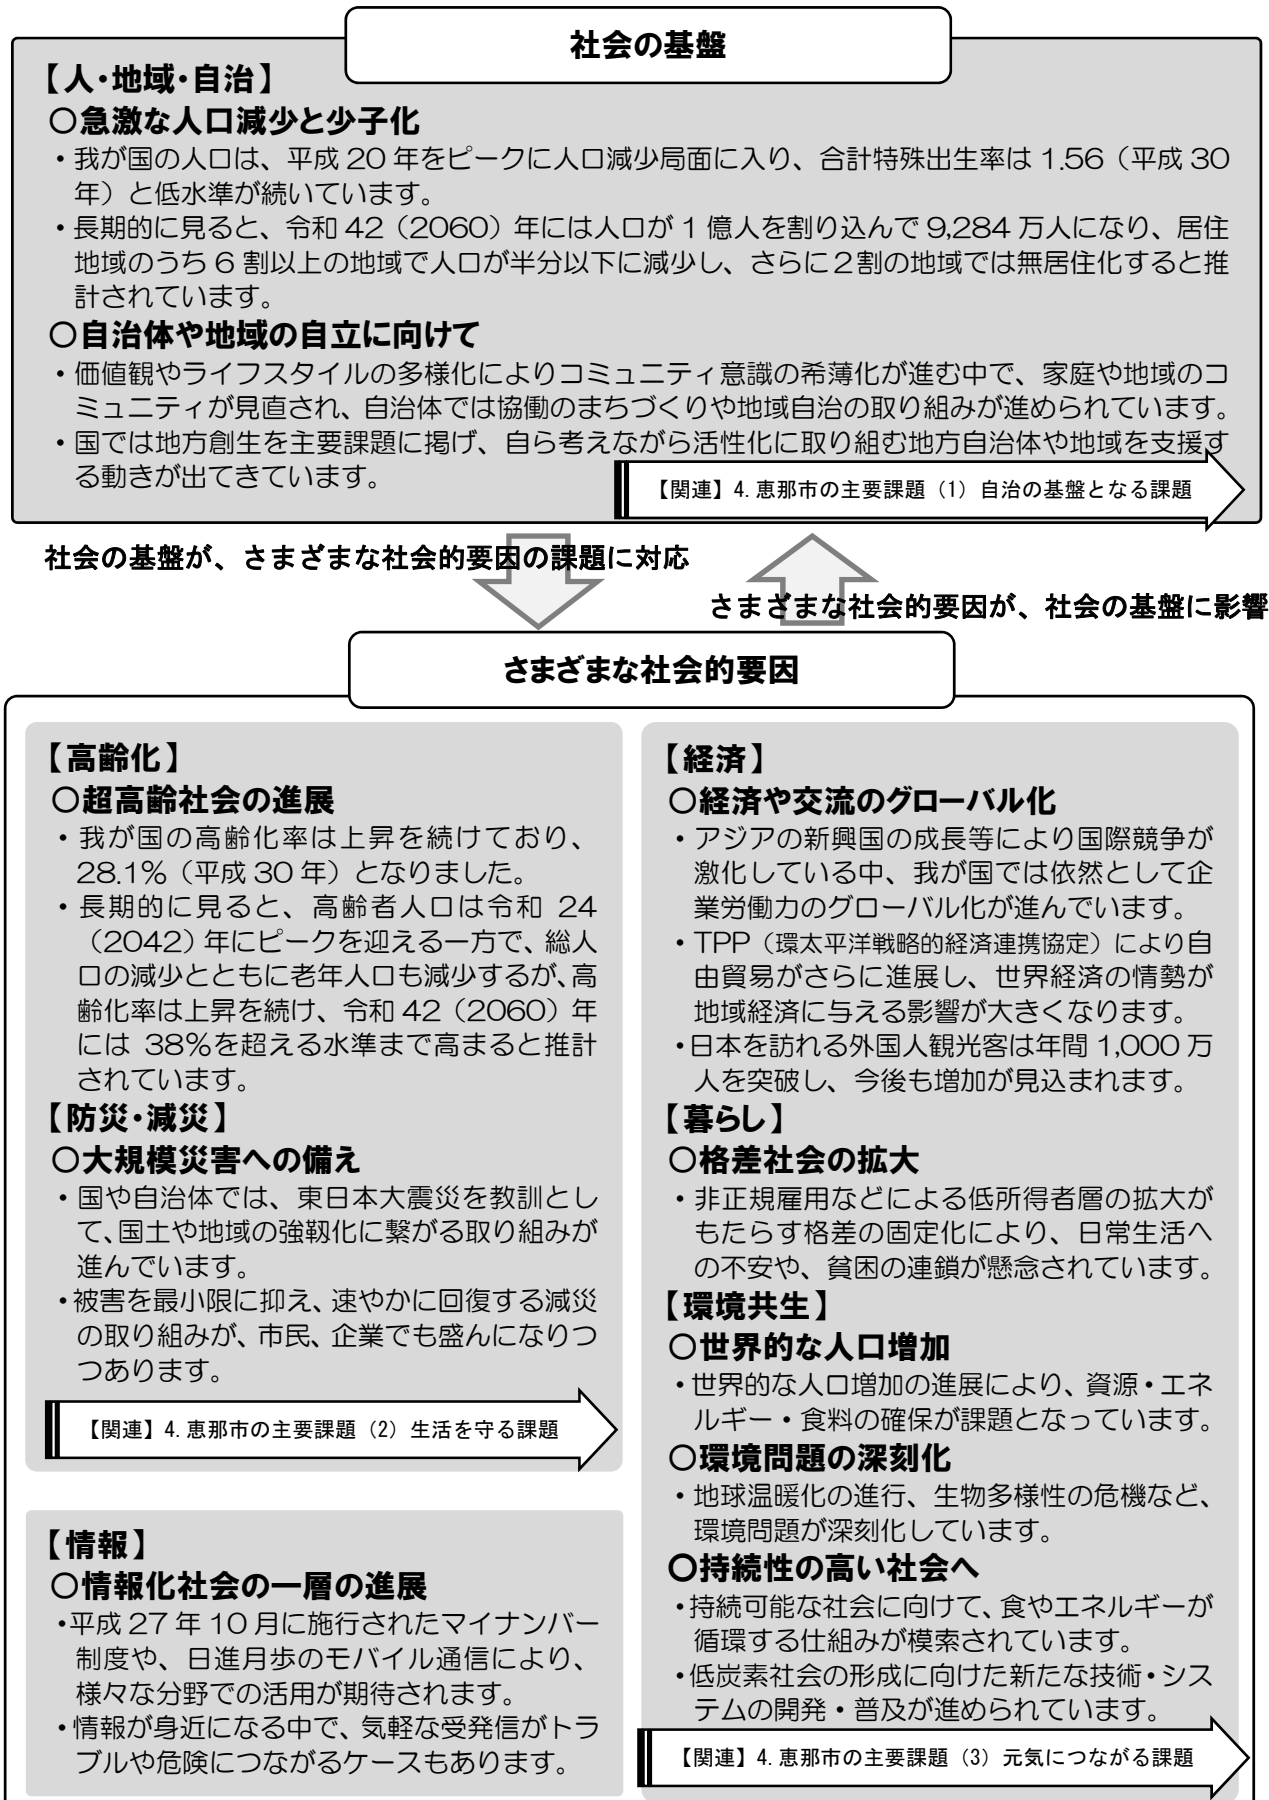 社会の基盤
【人・地域・自治】
○急激な人口減少と少子化
・我が国の人口は、平成 20 年をピークに人口減少局面に入り、合計特殊出生率は 1.56（平成 30
年）と低水準が続いています。
・長期的に見ると、令和 42（2060）年には人口が 1 億人を割り込んで 9,284 万人になり、居住
地域のうち 6 割以上の地域で人口が半分以下に減少し、さらに２割の地域では無居住化すると推
計されています。
○自治体や地域の自立に向けて
・価値観やライフスタイルの多様化によりコミュニティ意識の希薄化が進む中で、家庭や地域のコ
ミュニティが見直され、自治体では協働のまちづくりや地域自治の取り組みが進められています。
・国では地方創生を主要課題に掲げ、自ら考えながら活性化に取り組む地方自治体や地域を支援す
る動きが出てきています。
【関連】4.恵那市の主要課題（1）自治の基盤となる課題
社会の基盤が、さまざまな社会的要因の課題に対応
さまざまな社会的要因が、社会の基盤に影響
さまざまな社会的要因
【高齢化】
○超高齢社会の進展
・我が国の高齢化率は上昇を続けており、
28.1%（平成 30 年）となりました。
・長期的に見ると、高齢者人口は令和 24
（2042）年にピークを迎える一方で、総人
口の減少とともに老年人口も減少するが、高
齢化率は上昇を続け、令和 42（2060）年
には 38%を超える水準まで高まると推計
されています。
【防災・減災】
○大規模災害への備え
・国や自治体では、東日本大震災を教訓とし
て、国土や地域の強靱化に繋がる取り組みが
進んでいます。
・被害を最小限に抑え、速やかに回復する減災
の取り組みが、市民、企業でも盛んになりつ
つあります。
【関連】4.恵那市の主要課題（2）生活を守る課題
【情報】
○情報化社会の一層の進展
・平成 27 年 10 月に施行されたマイナンバー
制度や、日進月歩のモバイル通信により、
様々な分野での活用が期待されます。
・情報が身近になる中で、気軽な受発信がトラ
ブルや危険につながるケースもあります。
【経済】
○経済や交流のグローバル化
・アジアの新興国の成長等により国際競争が
激化している中、我が国では依然として企
業労働力のグローバル化が進んでいます。
・TPP（環太平洋戦略的経済連携協定）により自
由貿易がさらに進展し、世界経済の情勢が
地域経済に与える影響が大きくなります。
・日本を訪れる外国人観光客は年間 1,000 万
人を突破し、今後も増加が見込まれます。
【暮らし】
○格差社会の拡大
・非正規雇用などによる低所得者層の拡大が
もたらす格差の固定化により、日常生活へ
の不安や、貧困の連鎖が懸念されています。
【環境共生】
○世界的な人口増加
・世界的な人口増加の進展により、資源・エネ
ルギー・食料の確保が課題となっています。
○環境問題の深刻化
・地球温暖化の進行、生物多様性の危機など、
環境問題が深刻化しています。
○持続性の高い社会へ
・持続可能な社会に向けて、食やエネルギーが
循環する仕組みが模索されています。
・低炭素社会の形成に向けた新たな技術・シス
テムの開発・普及が進められています。
【関連】4.恵那市の主要課題（3）元気につながる課題